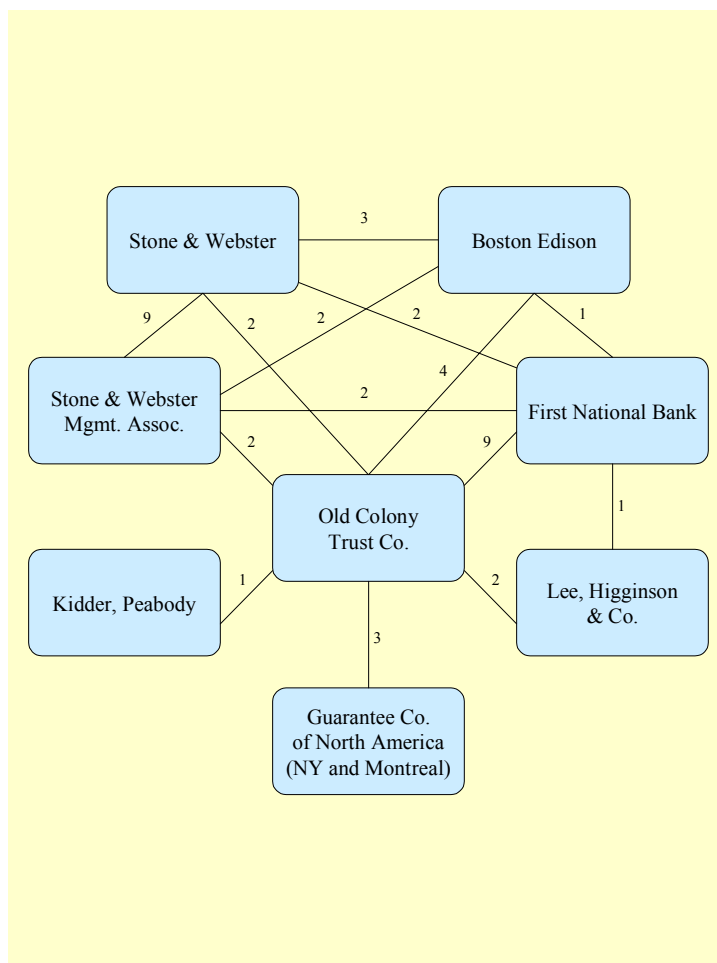 3
Stone & Webster
Boston Edison
9
2
2
2
1
4
Stone & Webster
Mgmt. Assoc.
2
First National Bank
2
9
Old Colony
Trust Co.
1
Kidder, Peabody
1
2
Lee, Higginson
& Co.
3
Guarantee Co.
of North America
(NY and Montreal)